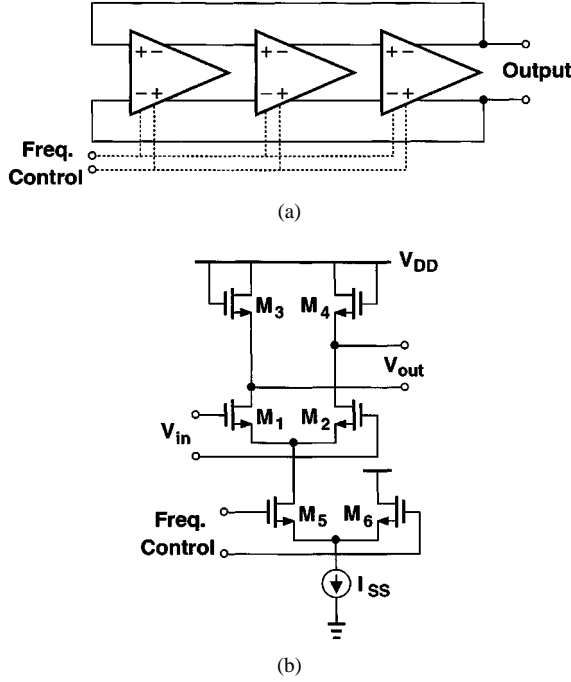 + − + − + −
Output
− + − + − +
Freq.
Control
(a)
V_DD
M_3 M_4
V_out
M_1 M_2
V_in
M_5 M_6
Freq.
Control
I_SS
(b)